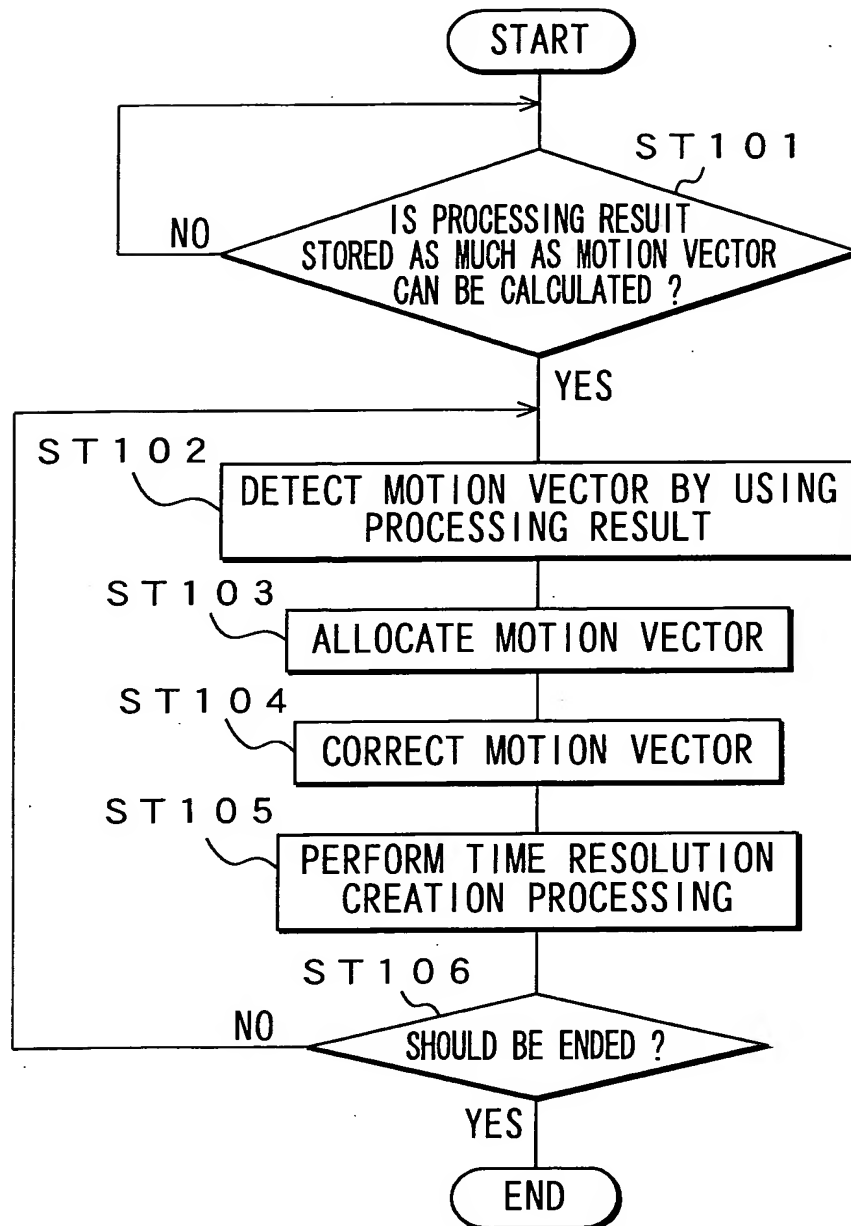 START
ST101
IS PROCESSING RESUIT
STORED AS MUCH AS MOTION VECTOR
CAN BE CALCULATED ?
NO
YES
ST102
DETECT MOTION VECTOR BY USING
PROCESSING RESULT
ST103
ALLOCATE MOTION VECTOR
ST104
CORRECT MOTION VECTOR
ST105
PERFORM TIME RESOLUTION
CREATION PROCESSING
ST106
NO
SHOULD BE ENDED ?
YES
END